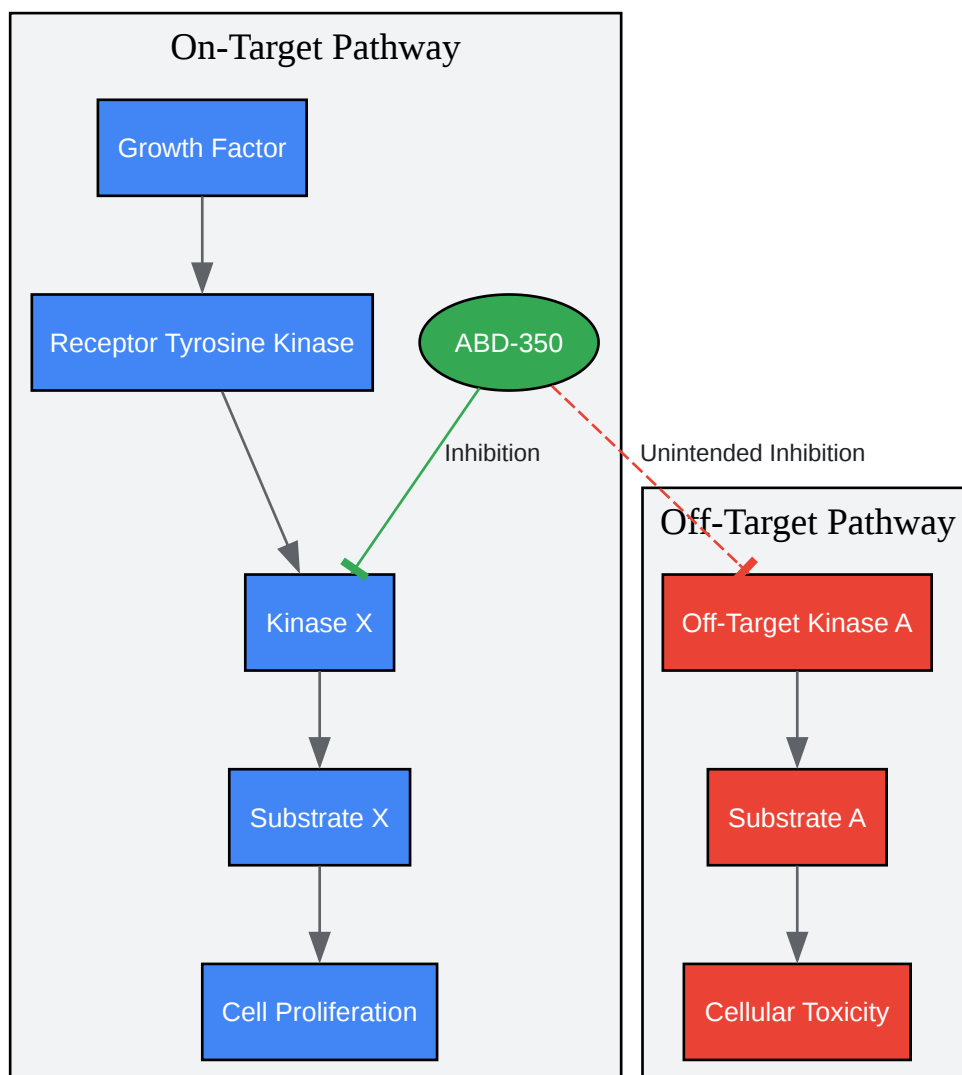 On-Target Pathway
Growth Factor
Receptor Tyrosine Kinase
ABD-350
Inhibition
Unintended Inhibition
Off-Target Pathway
Kinase X
Off-Target Kinase A
Substrate X
Substrate A
Cell Proliferation
Cellular Toxicity